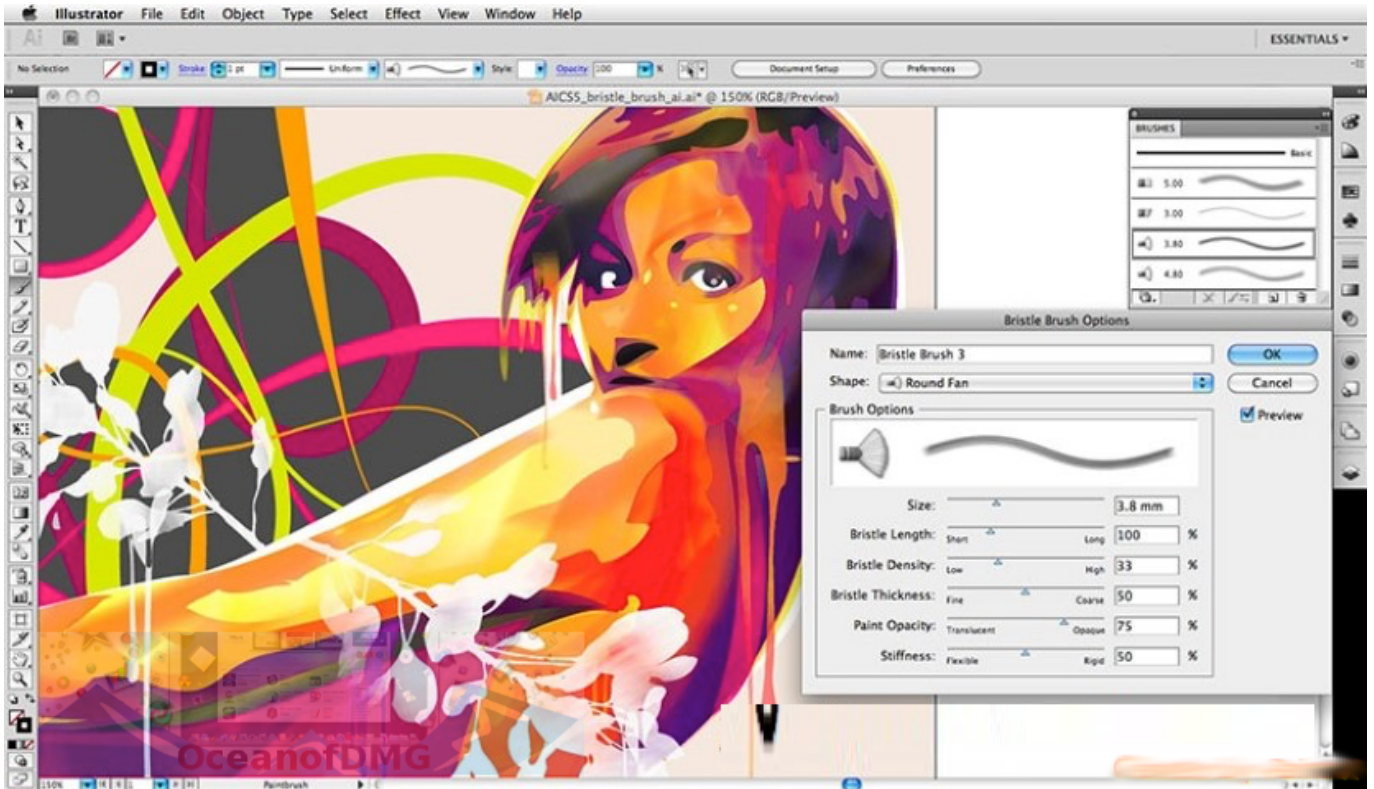 Illustrator File Edit Object Type Select Effect View Window Help
Ai Br ESSENTIALS
No Selection Stroke: 1 pt Uniform Style: Opacity: 100 % Document Setup Preferences
AICS5_bristle_brush_ai.ai* @ 150% (RGB/Preview)
BRUSHES
Basic
5.00
3.00
3.80
4.80
Bristle Brush Options
Name: Bristle Brush 3
OK
Shape: Round Fan
Cancel
Brush Options
Preview
Size: 3.8 mm
Bristle Length: Short Long 100 %
Bristle Density: Low High 33 %
Bristle Thickness: Fine Coarse 50 %
Paint Opacity: Translucent Opaque 75 %
Stiffness: Flexible Rigid 50 %
OceanofDMG
150% 1 Paintbrush